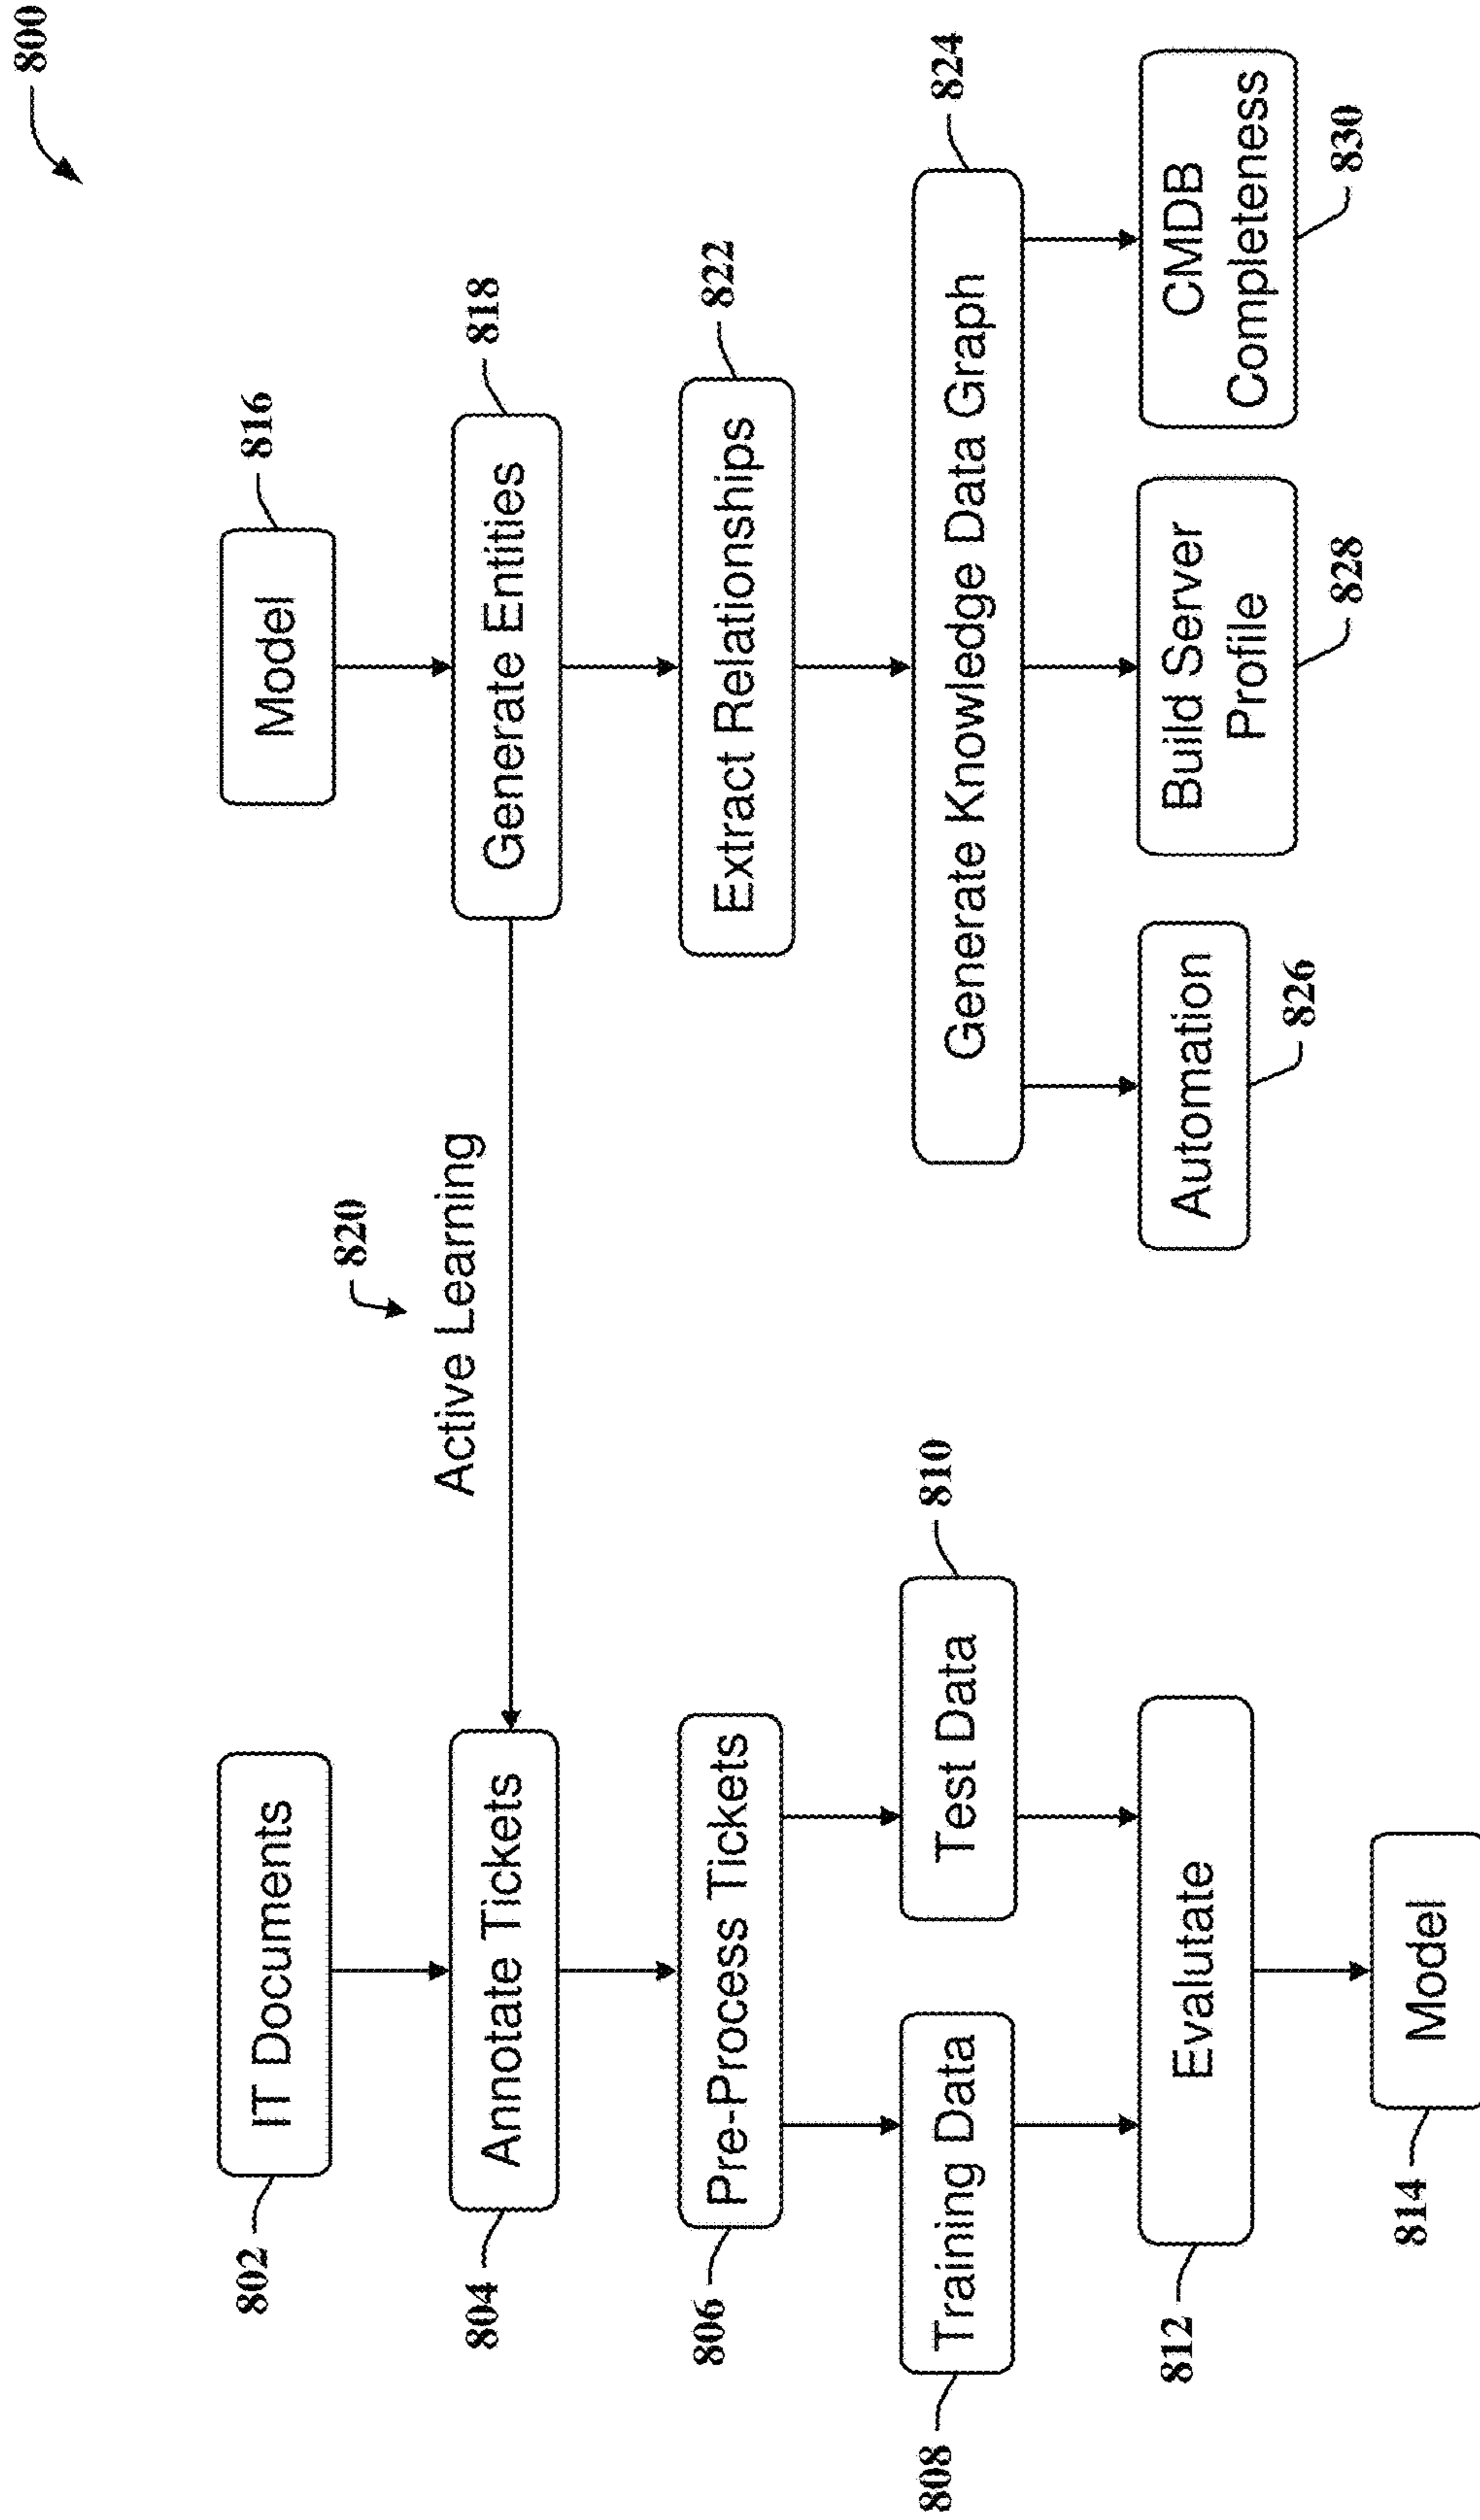 800
IT Documents
802
Annotate Tickets
804
Pre-Process Tickets
806
Training Data
808
Test Data
810
Evalutate
812
Model
814
Active Learning
820
Model
816
Generate Entities
818
Extract Relationships
822
Generate Knowledge Data Graph
824
Automation
826
Build Server
Profile
828
CMDB
Completeness
830